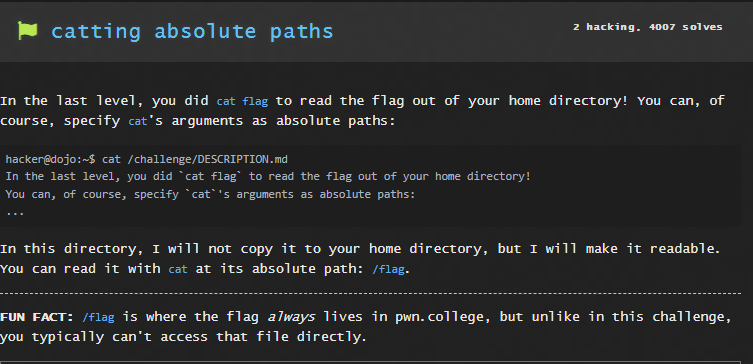 catting absolute paths
2 hacking, 4007 solves
In the last level, you did cat flag to read the flag out of your home directory! You can, of
course, specify cat's arguments as absolute paths:
hacker@dojo:~$ cat /challenge/DESCRIPTION.md
In the last level, you did `cat flag` to read the flag out of your home directory!
You can, of course, specify `cat`'s arguments as absolute paths:
...
In this directory, I will not copy it to your home directory, but I will make it readable.
You can read it with cat at its absolute path: /flag.
FUN FACT: /flag is where the flag always lives in pwn.college, but unlike in this challenge,
you typically can't access that file directly.